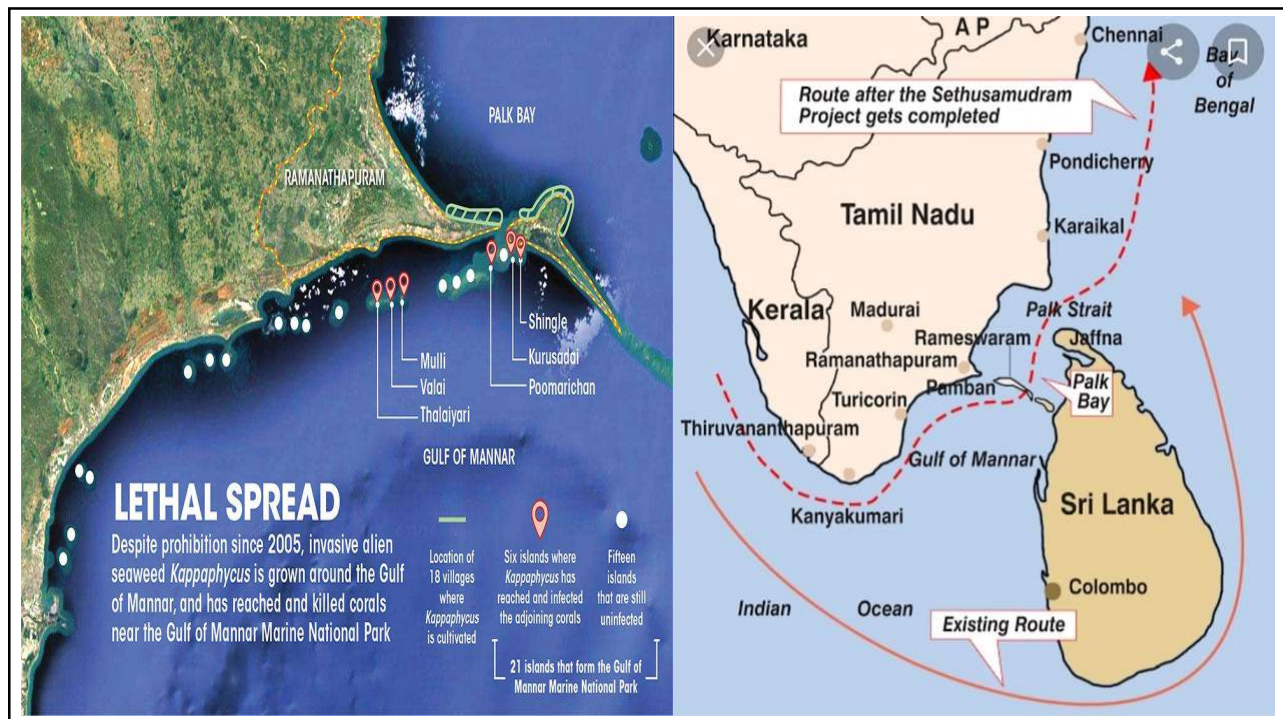 PALK BAY
RAMANATHAPURAM
Shingle
Kurusadai
Poomarichan
Mulli
Valai
Thalaiyari
GULF OF MANNAR
LETHAL SPREAD
Despite prohibition since 2005, invasive alien
seaweed Kappaphycus is grown around the Gulf
of Mannar, and has reached and killed corals
near the Gulf of Mannar Marine National Park
Location of
18 villages
where
Kappaphycus
is cultivated
Six islands where
Kappaphycus has
reached and infected
the adjoining corals
Fifteen
islands
that are still
uninfected
21 islands that form the Gulf of
Mannar Marine National Park
Karnataka
A P
Chennai
Bay
of
Bengal
Route after the Sethusamudram
Project gets completed
Pondicherry
Tamil Nadu
Karaikal
Kerala
Madurai
Palk Strait
Rameswaram
Jaffna
Ramanathapuram
Pamban
Palk
Bay
Turicorin
Thiruvananthapuram
Gulf of Mannar
Sri Lanka
Kanyakumari
Colombo
Indian Ocean
Existing Route